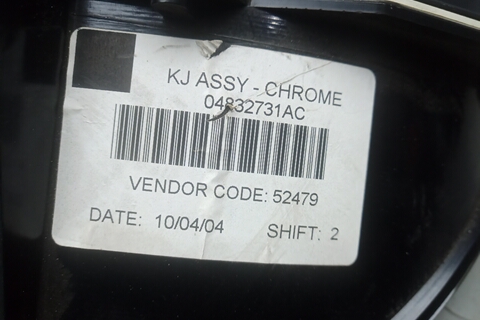 KJ ASSY - CHROME
04832731AC
VENDOR CODE: 52479
DATE: 10/04/04 SHIFT: 2